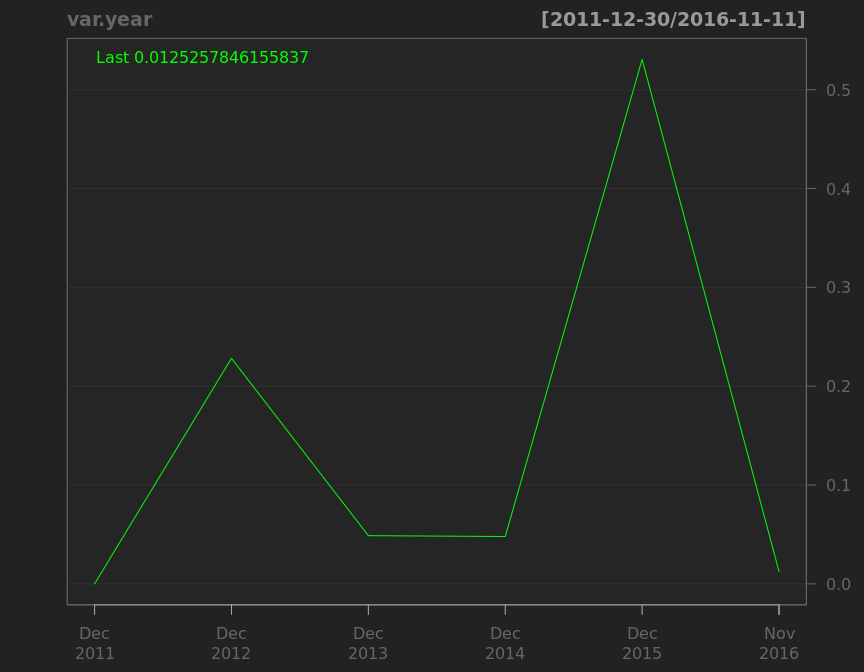 var.year [2011-12-30/2016-11-11]
Last 0.0125257846155837
0.5
0.4
0.3
0.2
0.1
0.0
Dec Dec Dec Dec Dec Nov
2011 2012 2013 2014 2015 2016